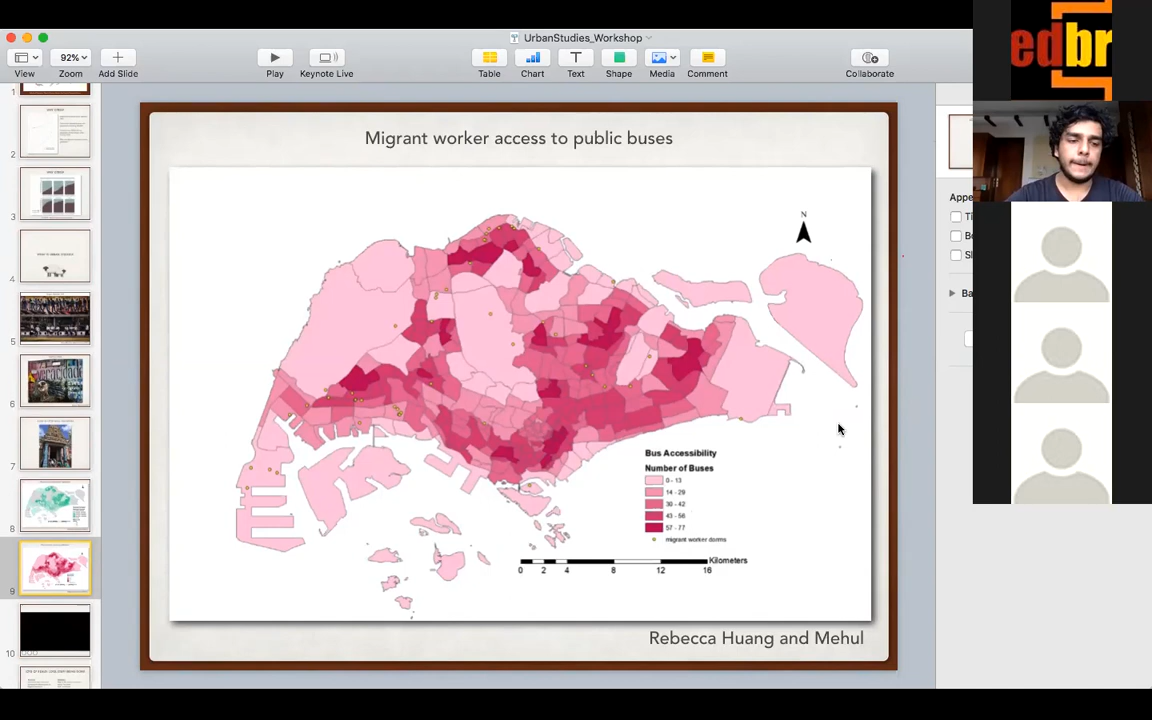 UrbanStudies_Workshop
92%
View
Zoom
Add Slide
Play
Keynote Live
Table
Chart
Text
Shape
Media
Comment
Collaborate
edbr
1
2
3
4
5
6
7
8
9
10
Migrant worker access to public buses
N
Bus Accessibility
Number of Buses
0 - 13
14 - 29
30 - 42
43 - 56
57 - 77
migrant worker dorms
Kilometers
0 2 4 8 12 16
Rebecca Huang and Mehul
Appe
Ti
Ba